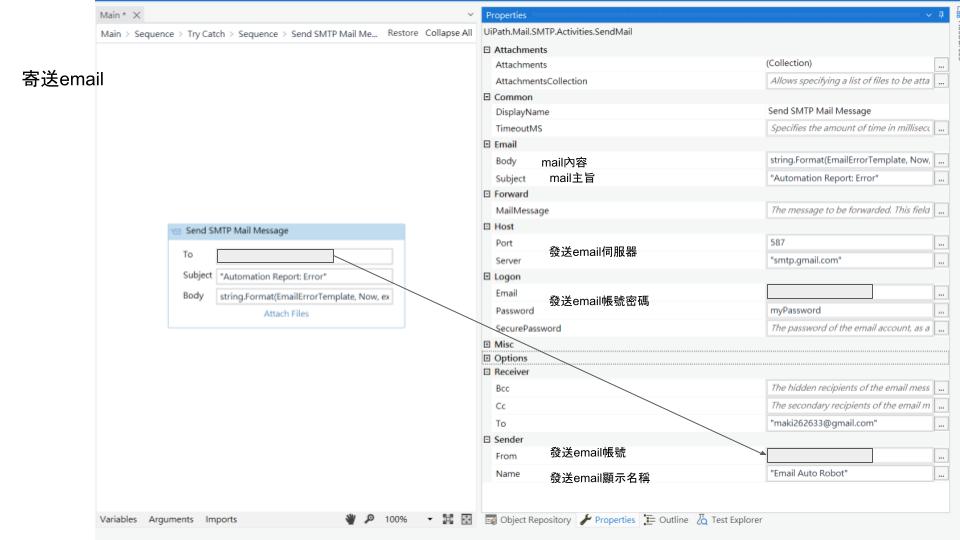 Main *
Main > Sequence > Try Catch > Sequence > Send SMTP Mail Me... Restore Collapse All
寄送email
Send SMTP Mail Message
To
Subject "Automation Report: Error"
Body string.Format(EmailErrorTemplate, Now, ex
Attach Files
Variables Arguments Imports 100%
Properties
UiPath.Mail.SMTP.Activities.SendMail
Attachments
Attachments (Collection) ...
AttachmentsCollection Allows specifying a list of files to be atta ...
Common
DisplayName Send SMTP Mail Message
TimeoutMS Specifies the amount of time in millisecc ...
Email
Body mail內容 string.Format(EmailErrorTemplate, Now, ...
Subject mail主旨 "Automation Report: Error" ...
Forward
MailMessage The message to be forwarded. This field ...
Host
Port 587 ...
發送email伺服器
Server "smtp.gmail.com" ...
Logon
Email ...
發送email帳號密碼
Password myPassword ...
SecurePassword The password of the email account, as a ...
Misc
Options
Receiver
Bcc The hidden recipients of the email mess ...
Cc The secondary recipients of the email m ...
To "maki262633@gmail.com" ...
Sender
From 發送email帳號 ...
Name 發送email顯示名稱 "Email Auto Robot" ...
Object Repository Properties Outline Test Explorer